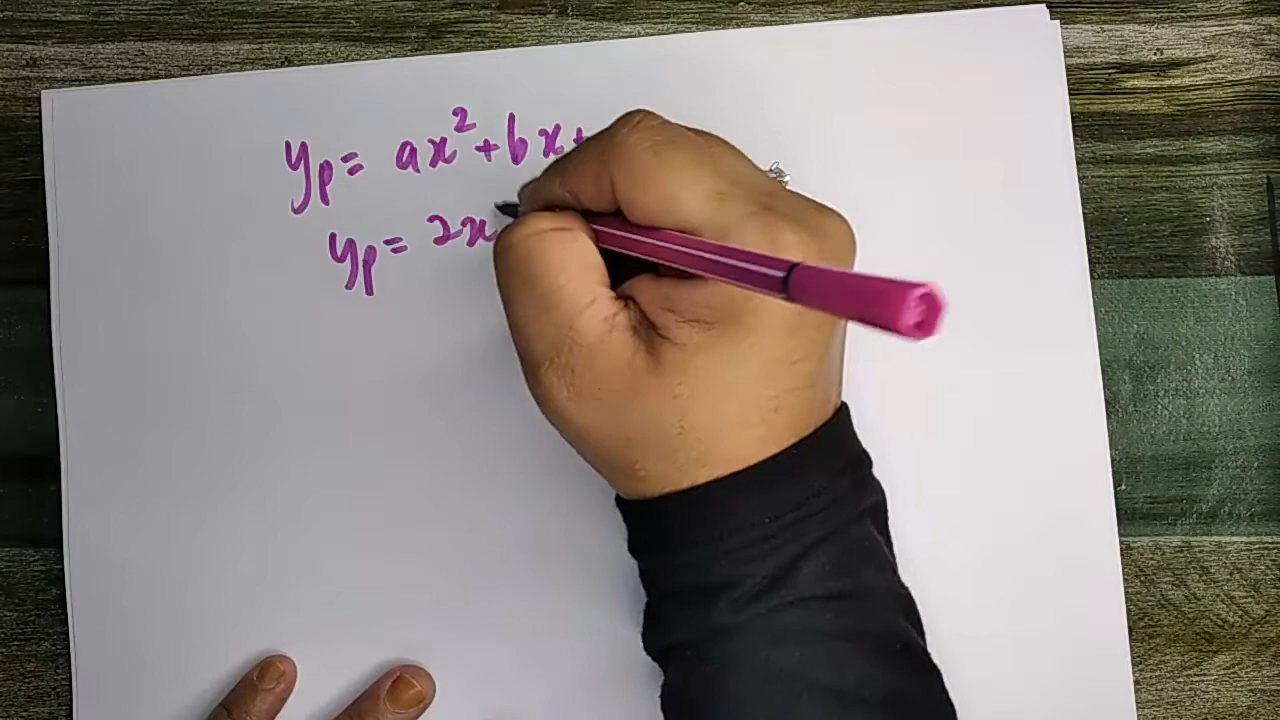 yp = ax² + bx +
yp = 2x